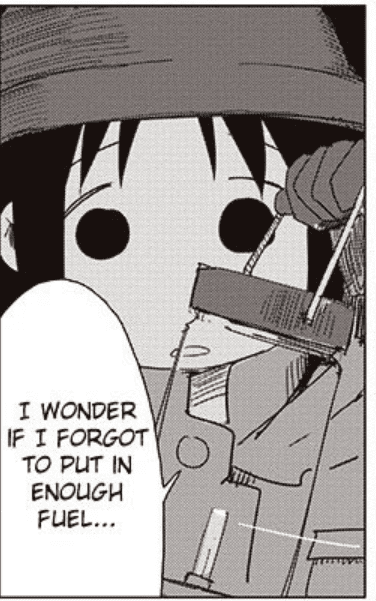 I WONDER
IF I FORGOT
TO PUT IN
ENOUGH
FUEL...